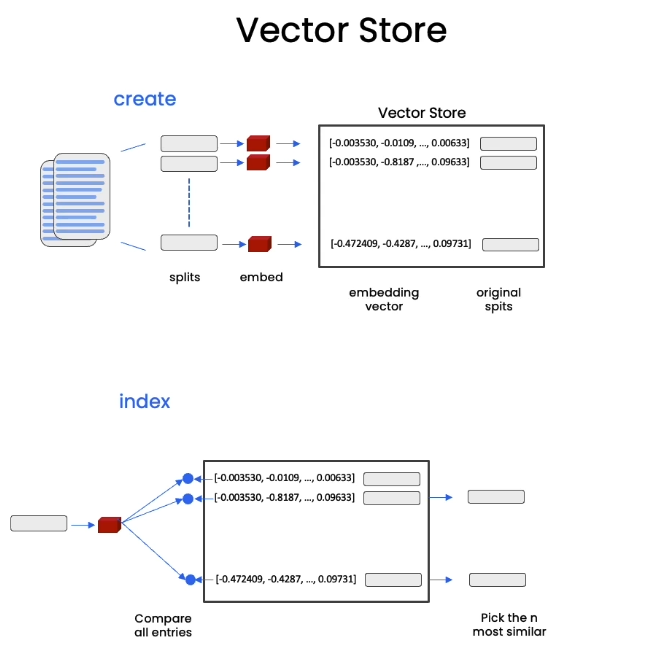 Vector Store
create
Vector Store
[-0.003530, -0.0109, ..., 0.00633]
[-0.003530, -0.8187 ,..., 0.09633]
[-0.472409, -0.4287, ..., 0.09731]
splits
embed
embedding
vector
original
spits
index
[-0.003530, -0.0109, ..., 0.00633]
[-0.003530, -0.8187, ..., 0.09633]
[-0.472409, -0.4287, ..., 0.09731]
Compare
all entries
Pick the n
most similar